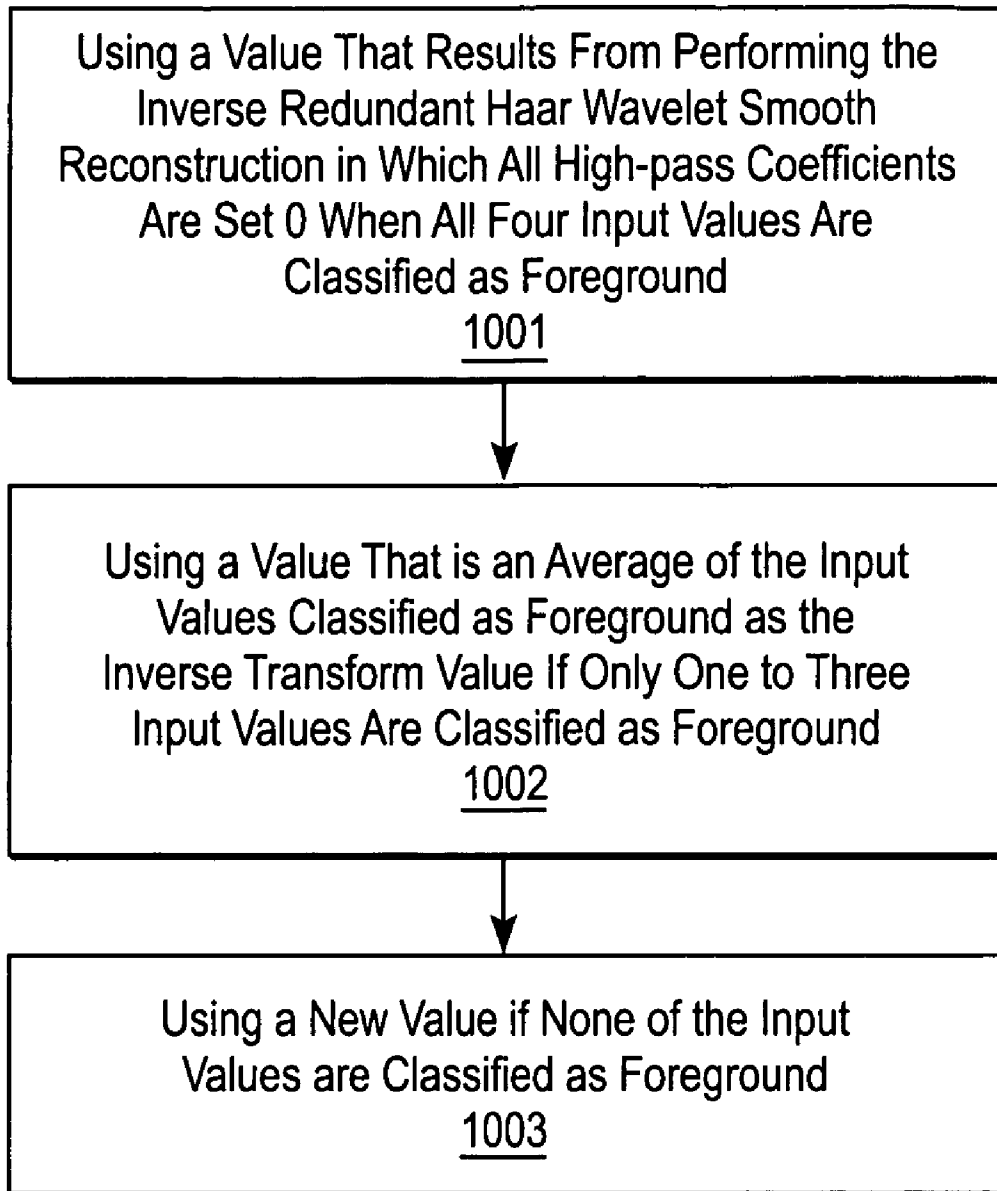 Using a Value That Results From Performing the
Inverse Redundant Haar Wavelet Smooth
Reconstruction in Which All High-pass Coefficients
Are Set 0 When All Four Input Values Are
Classified as Foreground
1001
Using a Value That is an Average of the Input
Values Classified as Foreground as the
Inverse Transform Value If Only One to Three
Input Values Are Classified as Foreground
1002
Using a New Value if None of the Input
Values are Classified as Foreground
1003